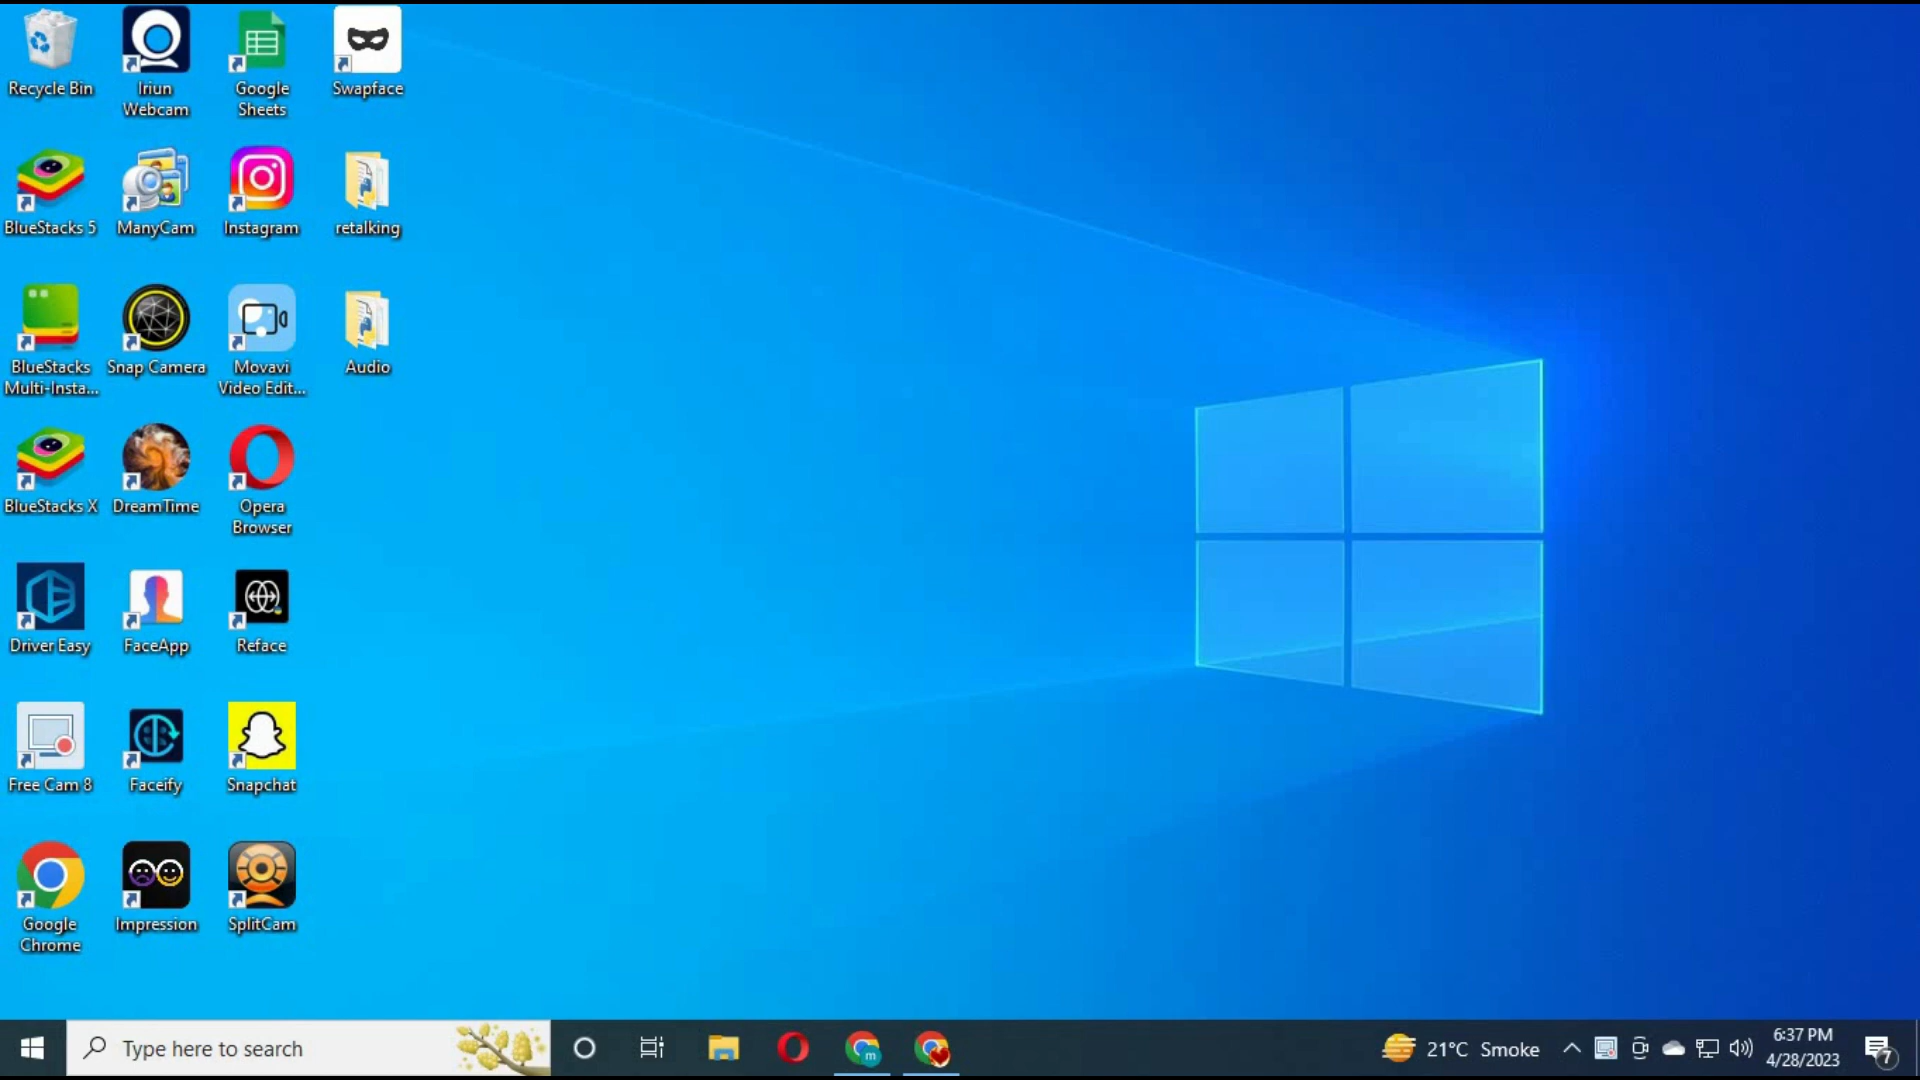 Recycle Bin
Iriun
Webcam
Google
Sheets
Swapface
BlueStacks 5
ManyCam
Instagram
retalking
BlueStacks
Multi-Insta...
Snap Camera
Movavi
Video Edit...
Audio
BlueStacks X
DreamTime
Opera
Browser
Driver Easy
FaceApp
Reface
Free Cam 8
Faceify
Snapchat
Google
Chrome
Impression
SplitCam
Type here to search
m
21°C Smoke
6:37 PM
4/28/2023
7